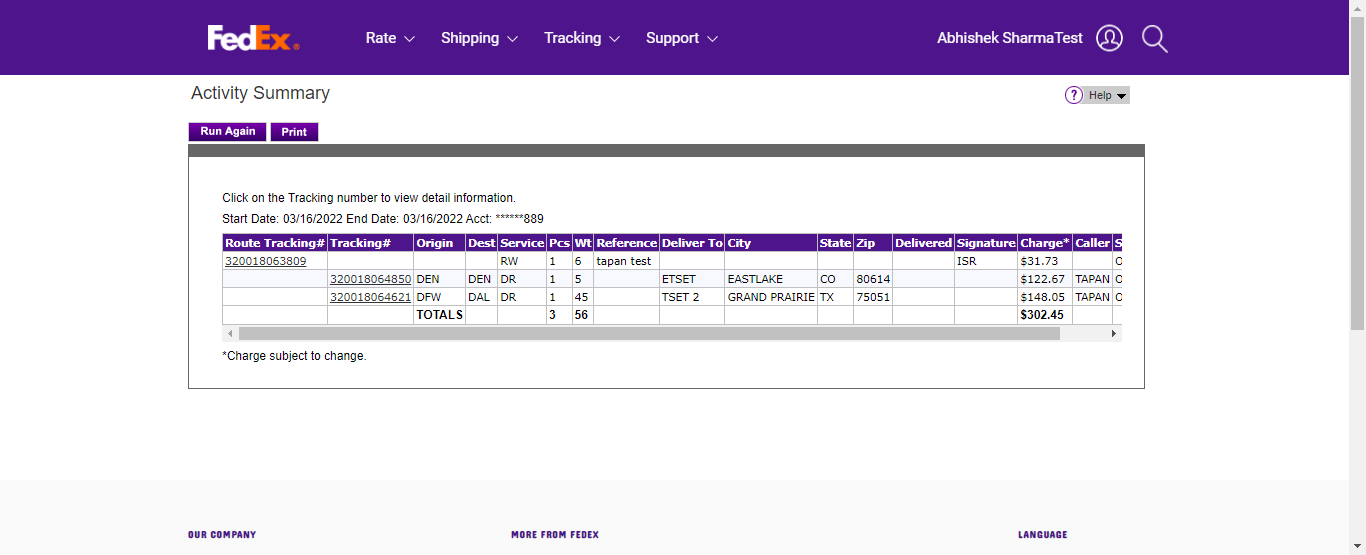 FedEx® Rate Shipping Tracking Support Abhishek SharmaTest
Activity Summary
? Help
Run Again Print
Click on the Tracking number to view detail information.
Start Date: 03/16/2022 End Date: 03/16/2022 Acct: ******889
Route Tracking# Tracking# Origin Dest Service Pcs Wt Reference Deliver To City State Zip Delivered Signature Charge* Caller S
320018063809 RW 1 6 tapan test ISR $31.73
320018064850 DEN DEN DR 1 5 ETSET EASTLAKE CO 80614 $122.67 TAPAN
320018064621 DFW DAL DR 1 45 TSET 2 GRAND PRAIRIE TX 75051 $148.05 TAPAN
TOTALS 3 56 $302.45
*Charge subject to change.
OUR COMPANY MORE FROM FEDEX LANGUAGE